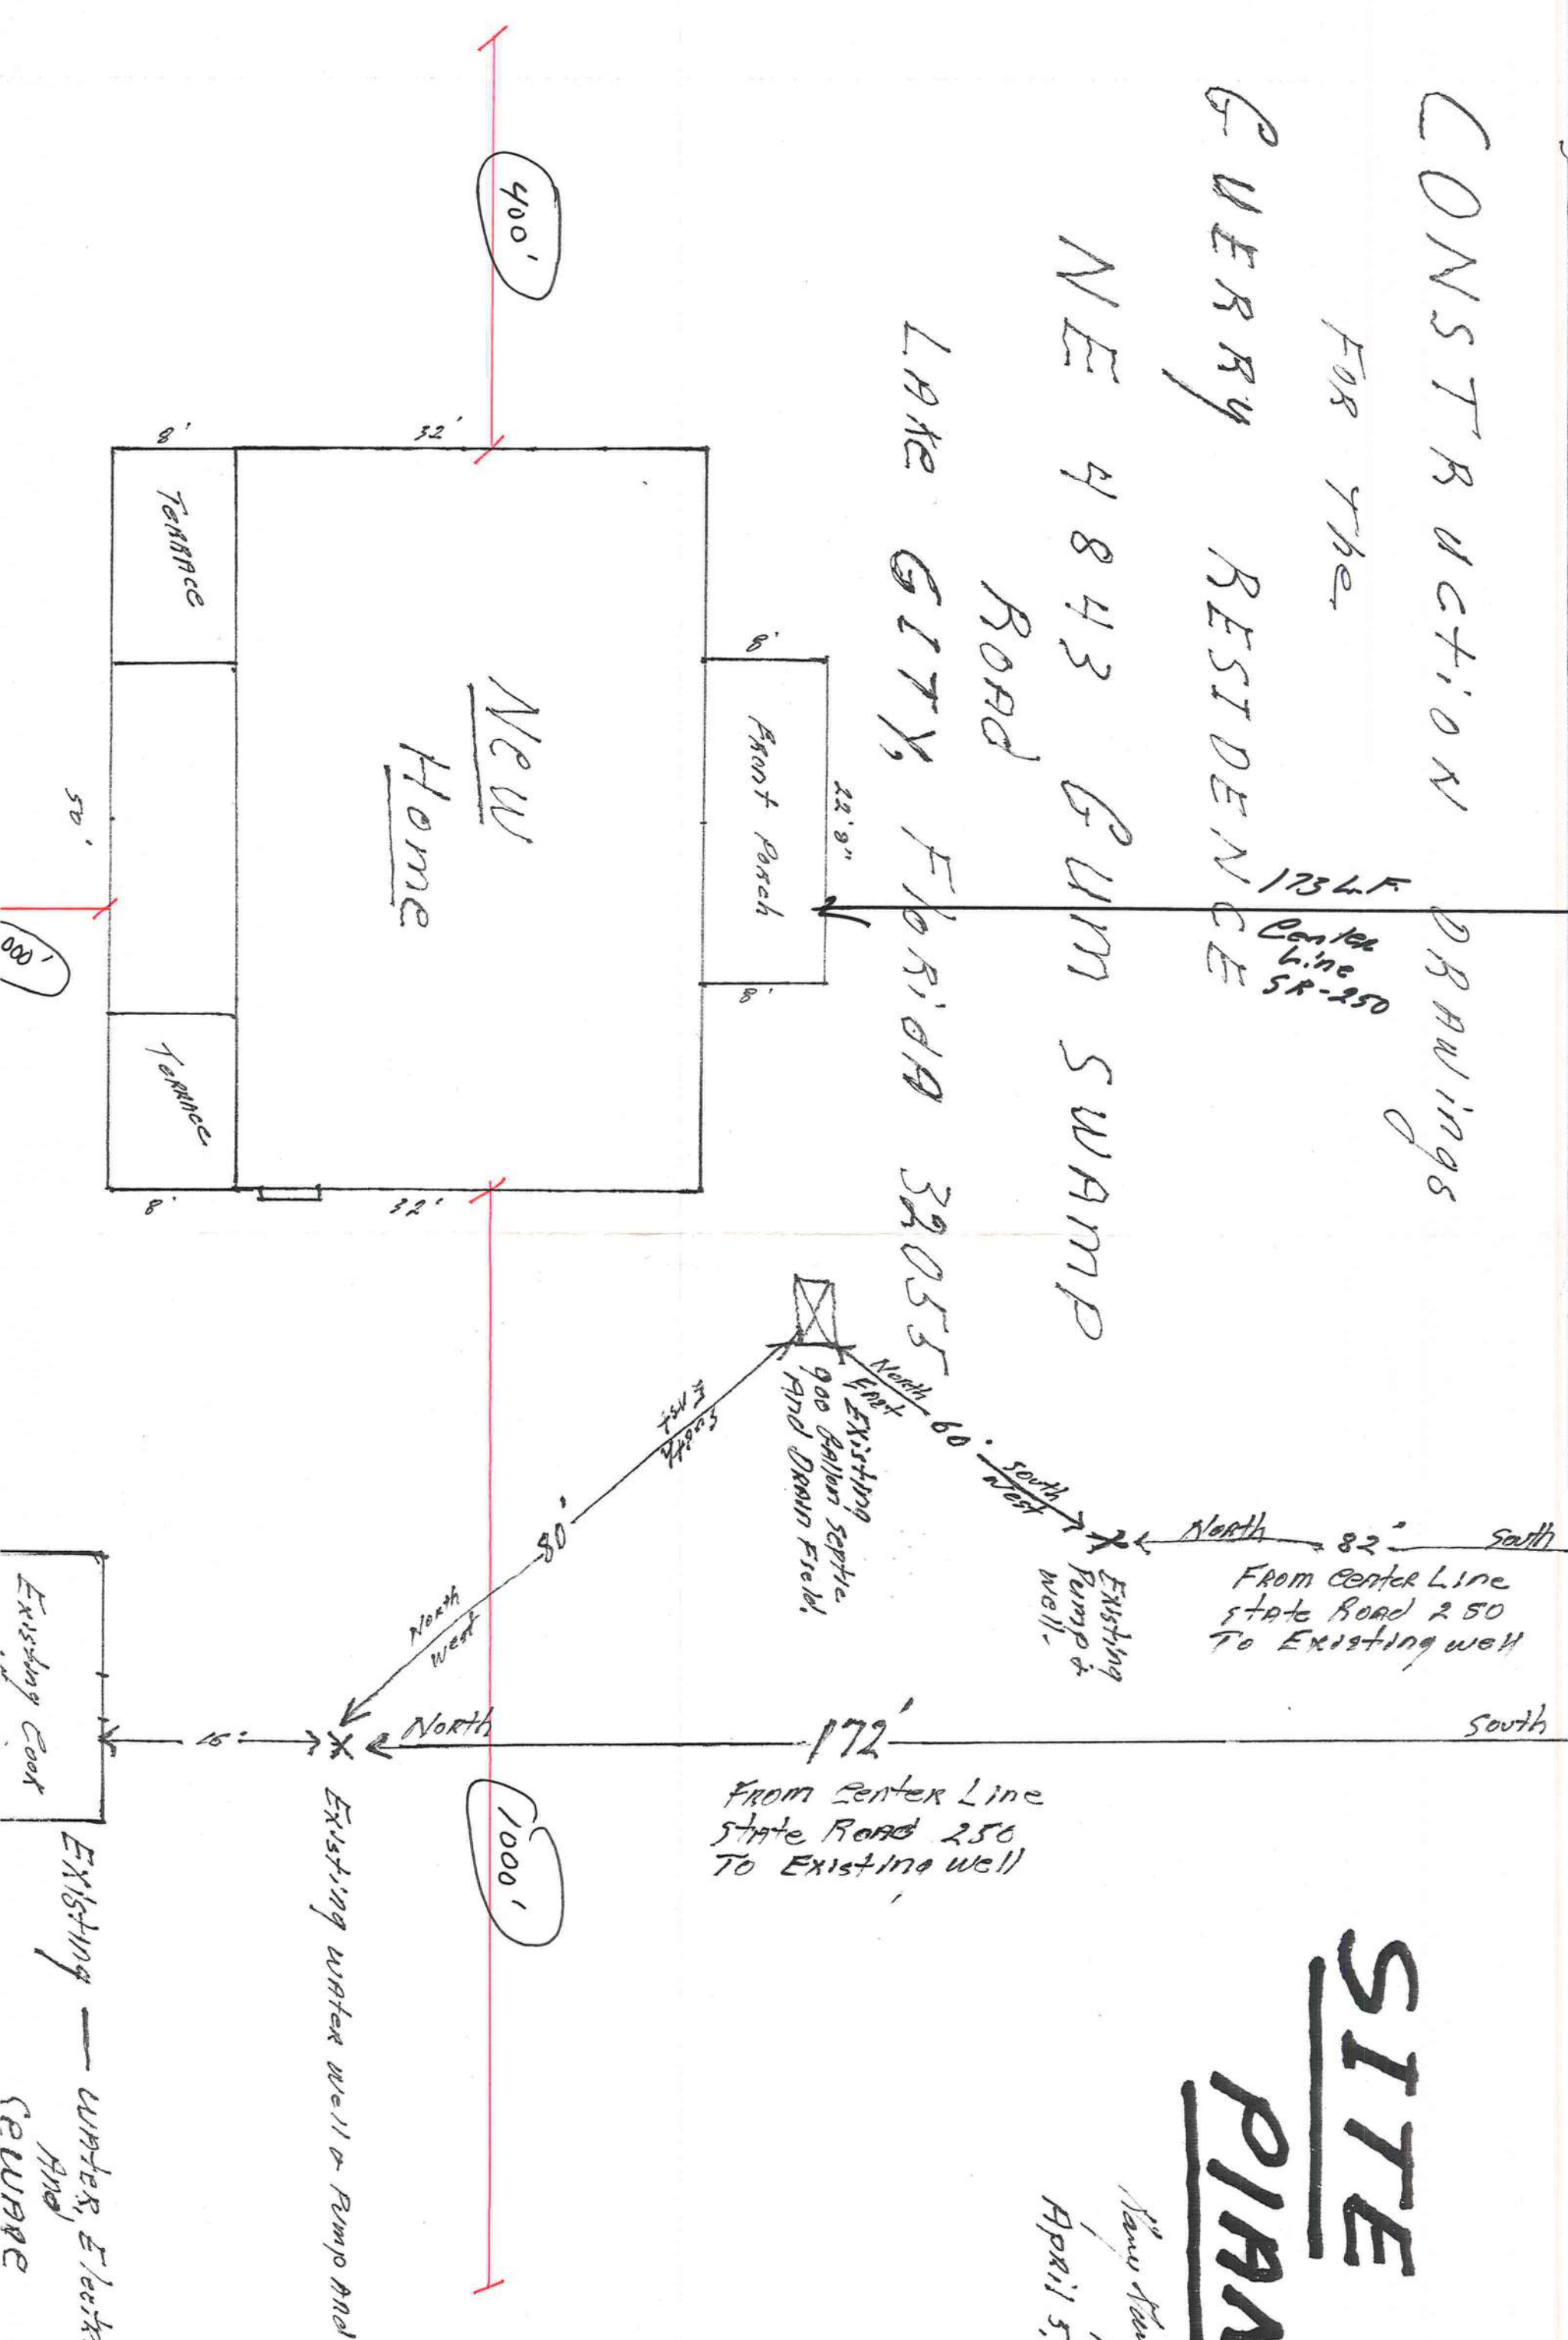 CONSTRUCTION DRAWINGS
FOR The
GUERRY RESIDENCE
NE 4843 GUM SWAMP
ROAD
LAKE CITY, FLORIDA 32055
SITE
PLAN
April 5,
400'
173 L.F.
Center
Line
SR-250
22'8"
8'
Front Porch
8'
New
Home
32'
32'
8'
Terrace
Terrace
8'
50'
000'
South
82'
North
From Center Line
State Road 250
To Existing well
Existing
Pump &
Well
North
East
60'
South
West
Existing
900 Gallon Septic
And Drain Field.
South
East
80'
North
West
South
172'
North
From Center Line
State Road 250
To Existing well
1000'
Existing water well & Pump And
Existing Cook
Existing — Water, Electr
And
Sewage